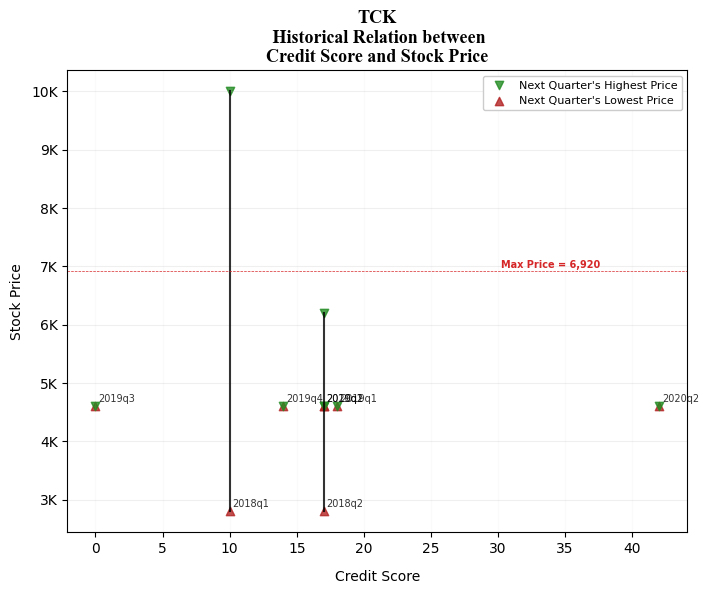 TCK
Historical Relation between
Credit Score and Stock Price
Next Quarter's Highest Price
Next Quarter's Lowest Price
10K
9K
8K
7K
6K
5K
4K
3K
Stock Price
Max Price = 6,920
2019q3
2019q4
2019q1
2020q2
2018q1
2018q2
0
5
10
15
20
25
30
35
40
Credit Score